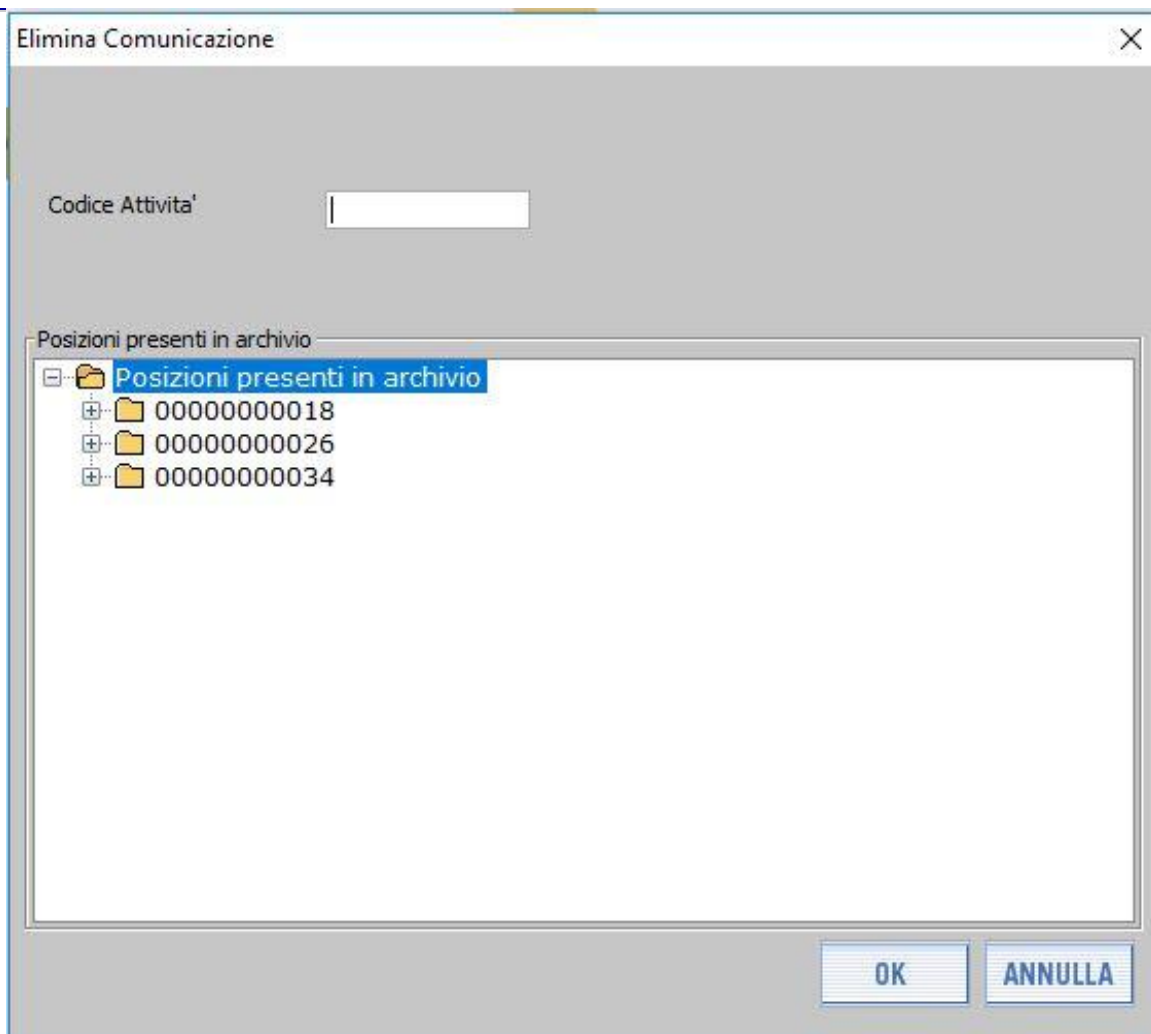 Elimina Comunicazione
Codice Attivita'
Posizioni presenti in archivio
Posizioni presenti in archivio
00000000018
00000000026
00000000034
OK ANNULLA